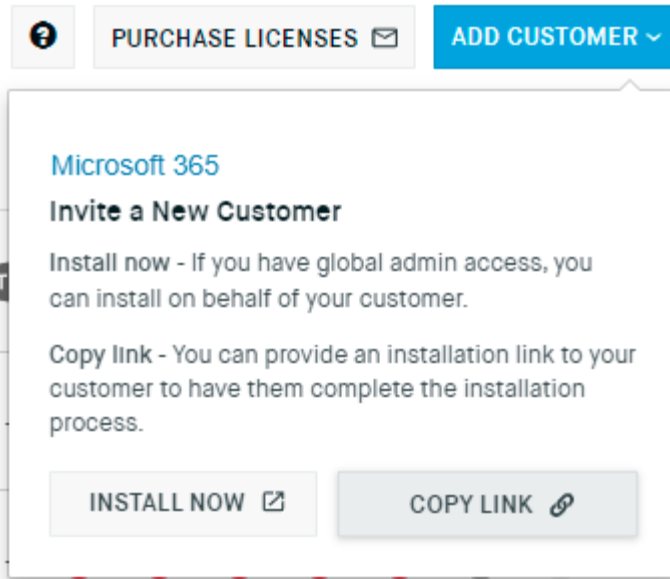 PURCHASE LICENSES
ADD CUSTOMER
Microsoft 365
Invite a New Customer
Install now - If you have global admin access, you
can install on behalf of your customer.
Copy link - You can provide an installation link to your
customer to have them complete the installation
process.
INSTALL NOW
COPY LINK